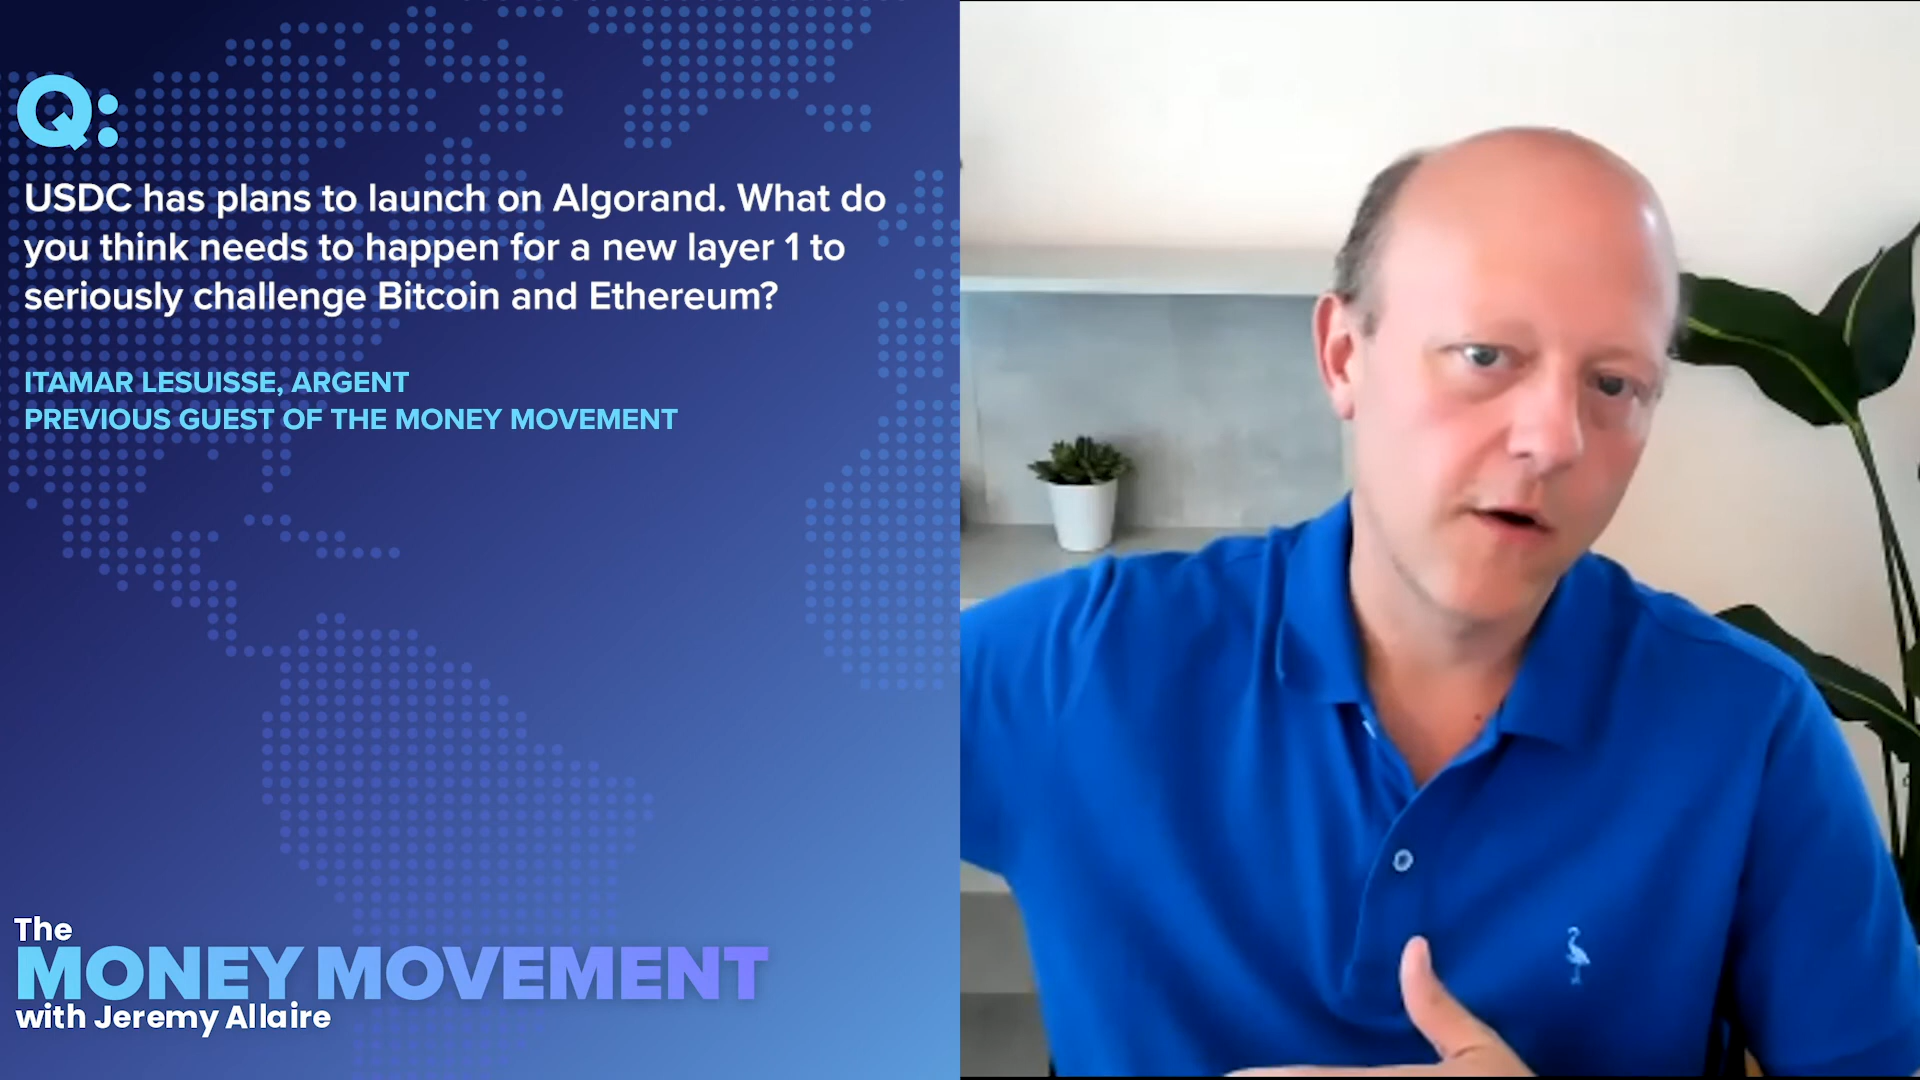 Q:
USDC has plans to launch on Algorand. What do
you think needs to happen for a new layer 1 to
seriously challenge Bitcoin and Ethereum?
ITAMAR LESUISSE, ARGENT
PREVIOUS GUEST OF THE MONEY MOVEMENT
The
MONEY MOVEMENT
with Jeremy Allaire